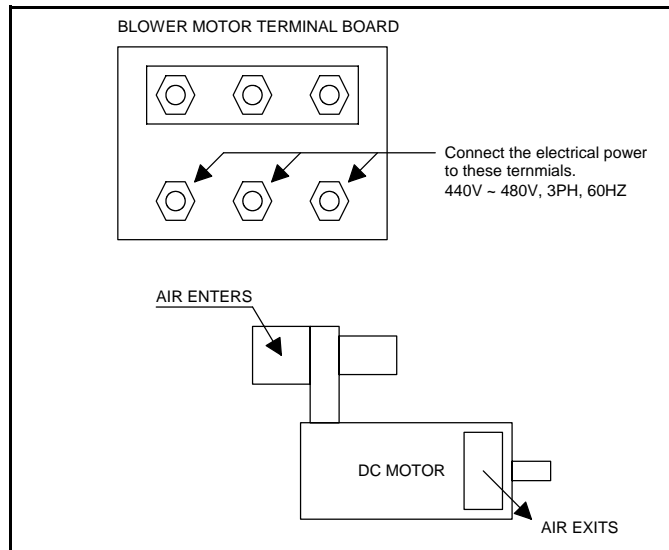 BLOWER MOTOR TERMINAL BOARD
Connect the electrical power
to these ternmials.
440V ~ 480V, 3PH, 60HZ
AIR ENTERS
DC MOTOR
AIR EXITS